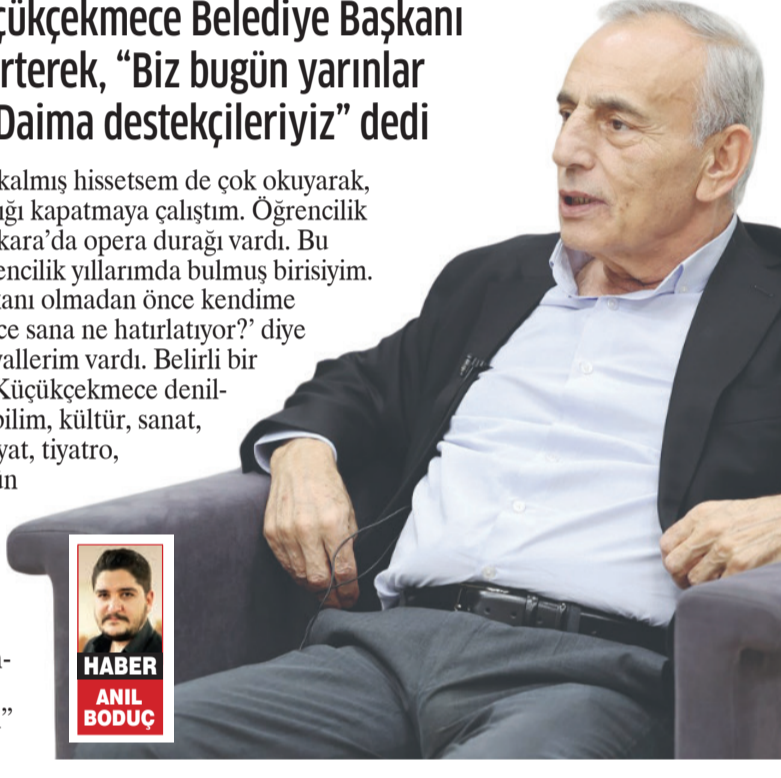 çükçekmece Belediye Başkanı
rterek, “Biz bugün yarınlar
Daima destekçileriyiz” dedi
kalmış hissetsem de çok okuyarak,
ığı kapatmaya çalıştım. Öğrencilik
kara’da opera durağı vardı. Bu
encilik yıllarımda bulmuş birisiyim.
kanı olmadan önce kendime
ce sana ne hatırlatıyor?’ diye
yallerim vardı. Belirli bir
Küçükçekmece denil-
bilim, kültür, sanat,
yat, tiyatro,
ün
-
”
HABER
ANIL
BODUÇ